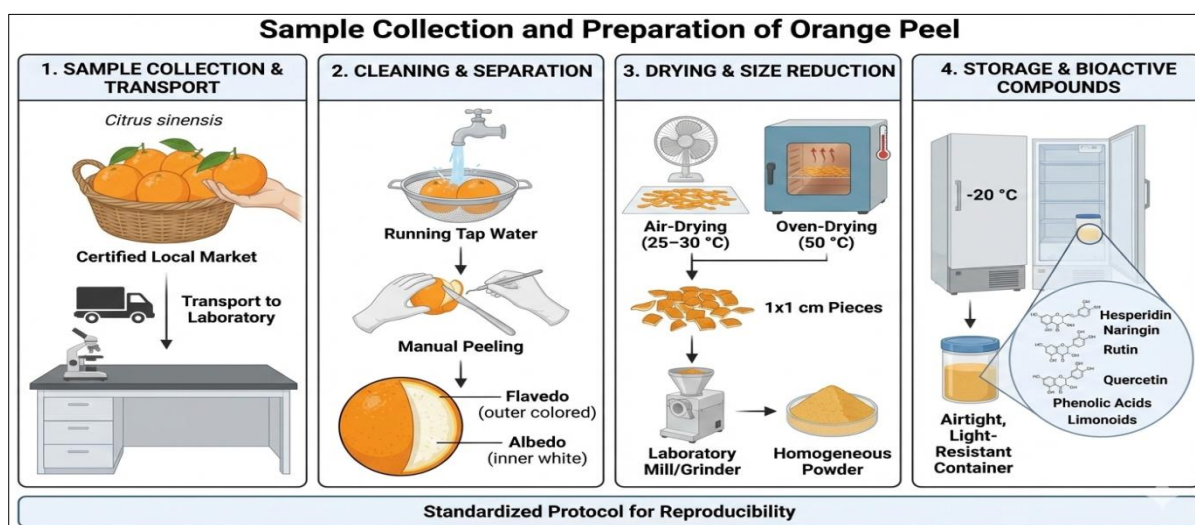 Sample Collection and Preparation of Orange Peel
1. SAMPLE COLLECTION &
TRANSPORT
Citrus sinensis
Certified Local Market
Transport to
Laboratory
2. CLEANING & SEPARATION
Running Tap Water
Manual Peeling
Flavedo
(outer colored)
Albedo
(inner white)
3. DRYING & SIZE REDUCTION
Air-Drying
(25–30 °C)
Oven-Drying
(50 °C)
1x1 cm Pieces
Laboratory
Mill/Grinder
Homogeneous
Powder
4. STORAGE & BIOACTIVE
COMPOUNDS
-20 °C
Hesperidin
Naringin
Rutin
Quercetin
Phenolic Acids
Limonoids
Airtight,
Light-
Resistant
Container
Standardized Protocol for Reproducibility